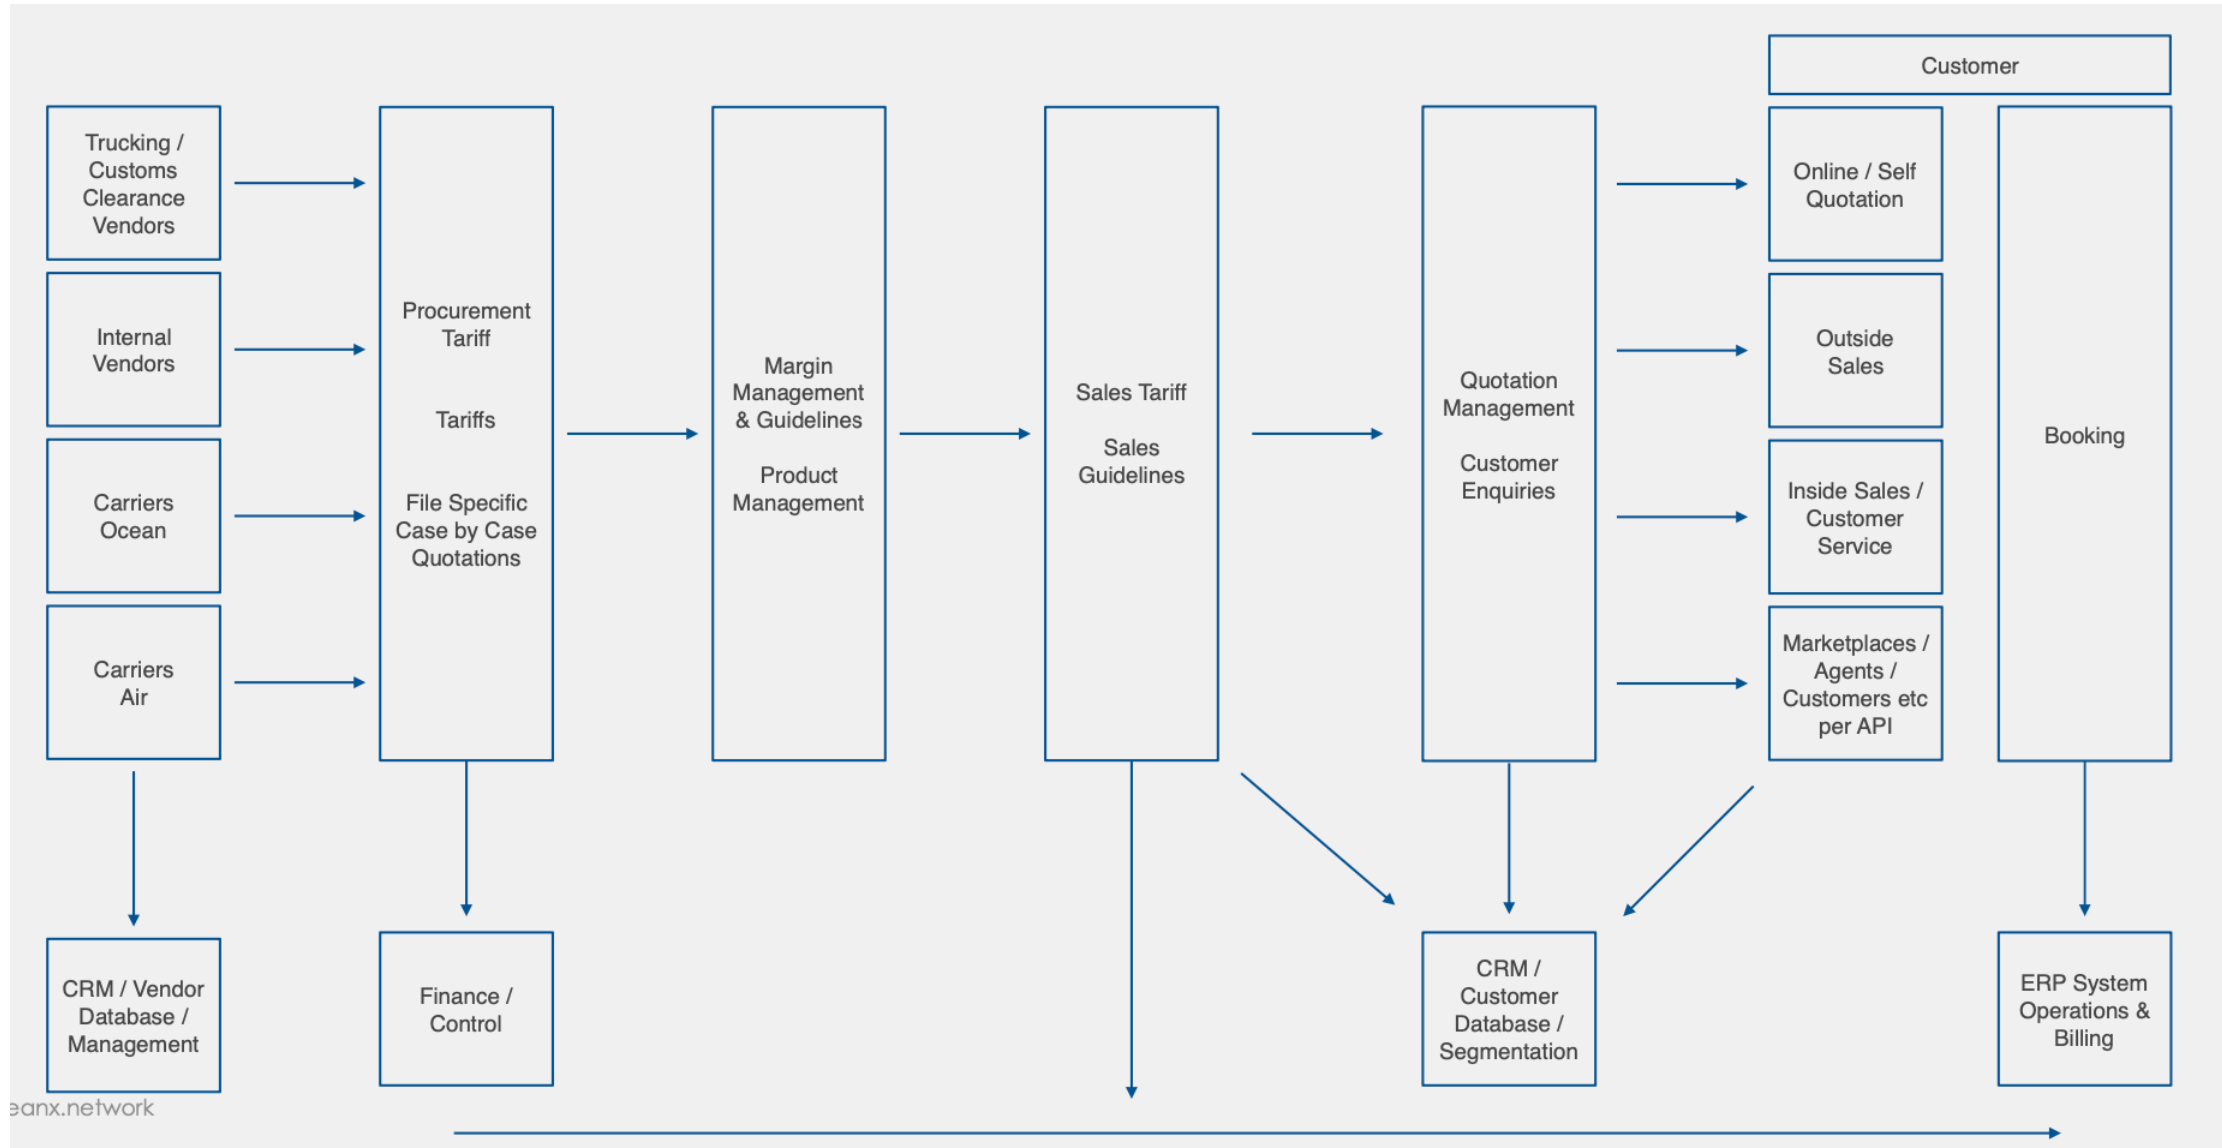 Customer
Trucking /
Customs
Clearance
Vendors
Internal
Vendors
Carriers
Ocean
Carriers
Air
Procurement
Tariff
Tariffs
File Specific
Case by Case
Quotations
Margin
Management
& Guidelines
Product
Management
Sales Tariff
Sales
Guidelines
Quotation
Management
Customer
Enquiries
Online / Self
Quotation
Outside
Sales
Inside Sales /
Customer
Service
Marketplaces /
Agents /
Customers etc
per API
Booking
CRM / Vendor
Database /
Management
Finance /
Control
CRM /
Customer
Database /
Segmentation
ERP System
Operations &
Billing
eanx.network